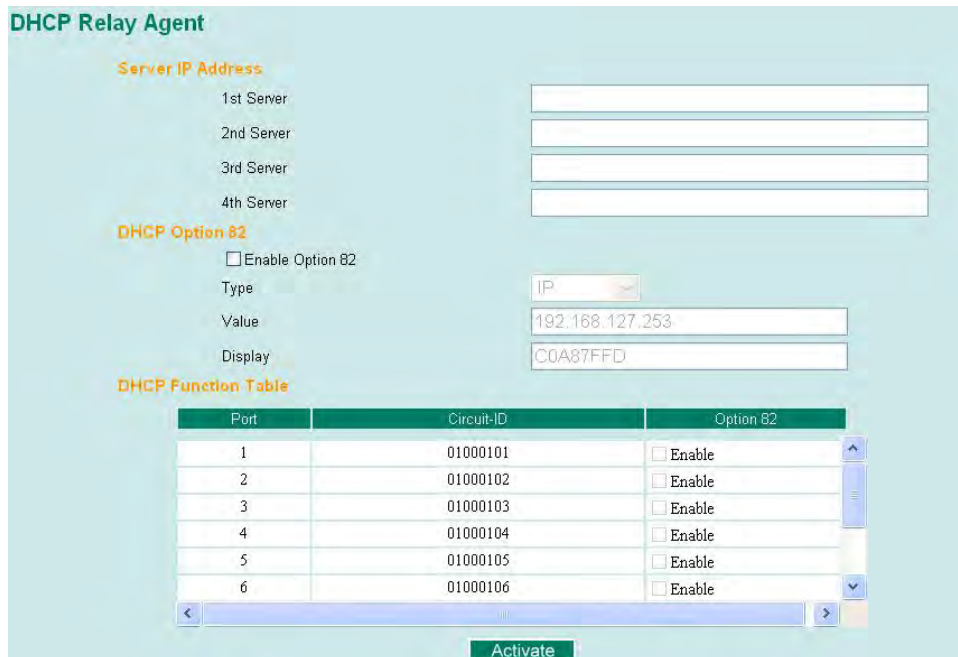 DHCP Relay Agent
Server IP Address
1st Server
2nd Server
3rd Server
4th Server
DHCP Option 82
Enable Option 82
Type IP
Value 192.168.127.253
Display C0A87FFD
DHCP Function Table
Port Circuit-ID Option 82
1 01000101 Enable
2 01000102 Enable
3 01000103 Enable
4 01000104 Enable
5 01000105 Enable
6 01000106 Enable
Activate